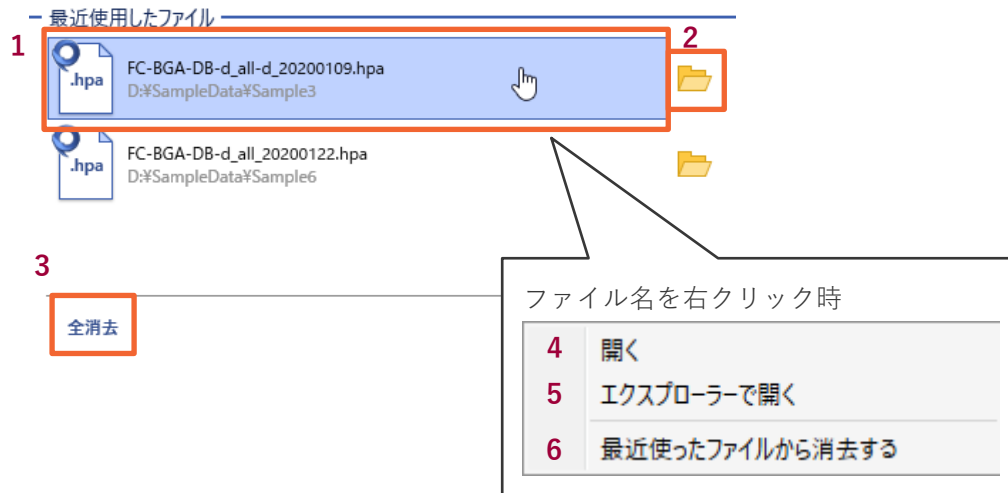 最近使用したファイル
1
2
.hpa
FC-BGA-DB-d_all-d_20200109.hpa
D:¥SampleData¥Sample3
.hpa
FC-BGA-DB-d_all_20200122.hpa
D:¥SampleData¥Sample6
3
全消去
ファイル名を右クリック時
4 開く
5 エクスプローラーで開く
6 最近使ったファイルから消去する